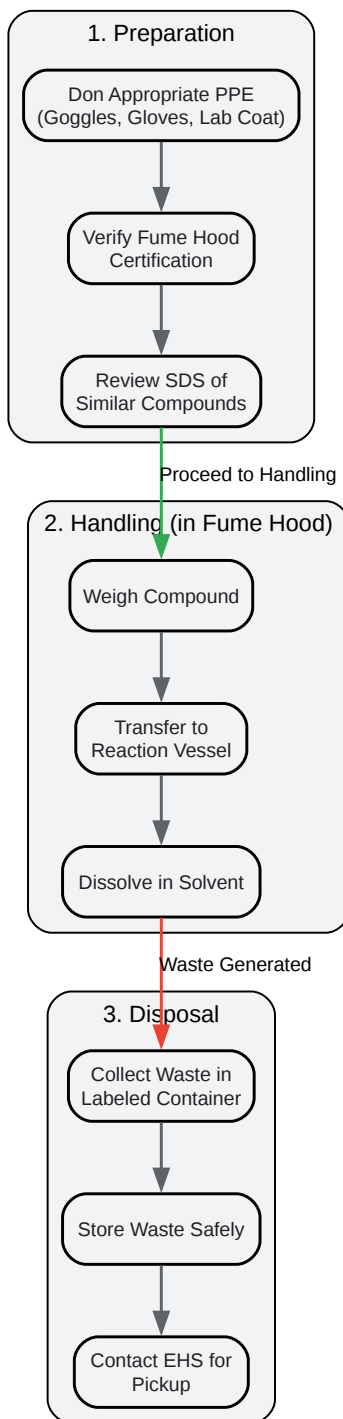 1. Preparation
Don Appropriate PPE
(Goggles, Gloves, Lab Coat)
Verify Fume Hood
Certification
Review SDS of
Similar Compounds
Proceed to Handling
2. Handling (in Fume Hood)
Weigh Compound
Transfer to
Reaction Vessel
Dissolve in Solvent
Waste Generated
3. Disposal
Collect Waste in
Labeled Container
Store Waste Safely
Contact EHS for
Pickup